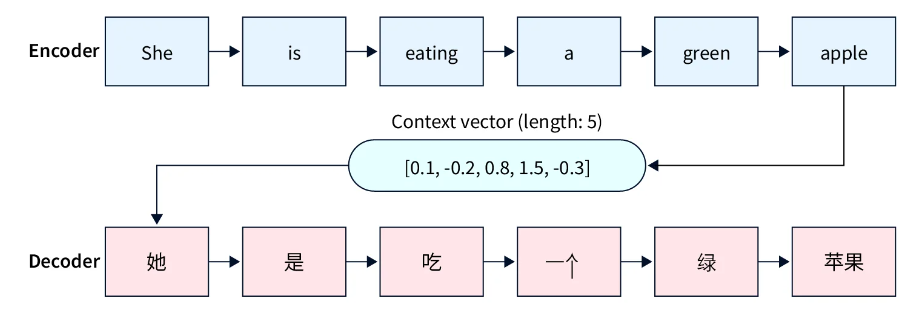 Encoder
She
is
eating
a
green
apple
Context vector (length: 5)
[0.1, -0.2, 0.8, 1.5, -0.3]
Decoder
她
是
吃
一个
绿
苹果